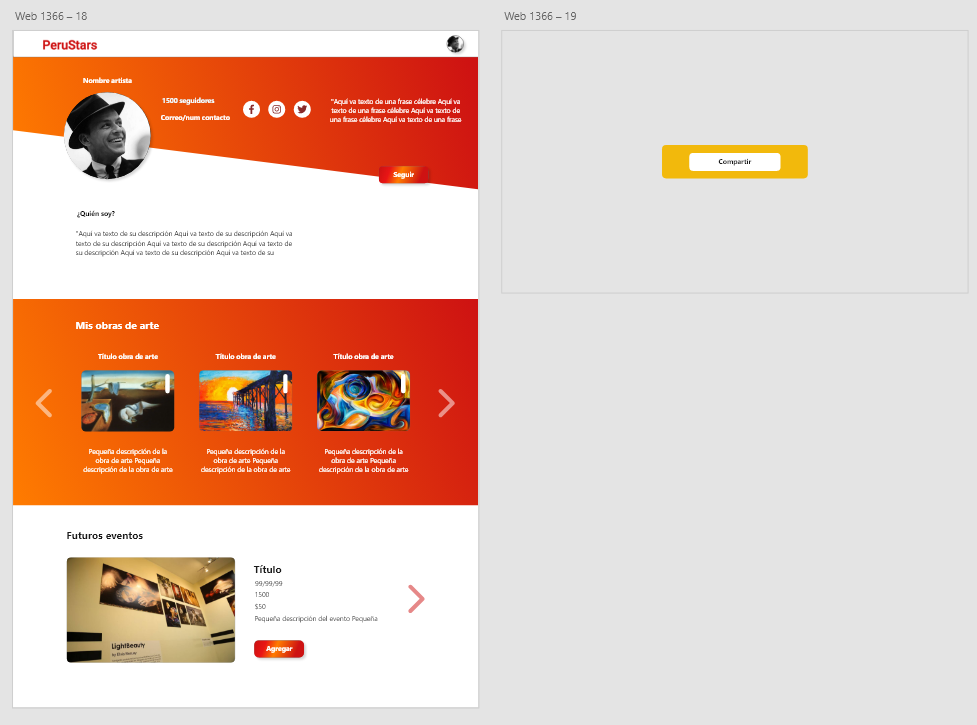 Web 1366 – 18
Web 1366 – 19
PeruStars
Nombre artista
1500 seguidores
Correo/num contacto
"Aquí va texto de una frase célebre Aquí va
texto de una frase célebre Aquí va texto de
una frase célebre Aquí va texto de una frase
Seguir
Compartir
¿Quién soy?
"Aquí va texto de su descripción Aquí va texto de su descripción Aquí va
texto de su descripción Aquí va texto de su descripción Aquí va texto de
su descripción Aquí va texto de su descripción Aquí va texto de su
Mis obras de arte
Título obra de arte
Título obra de arte
Título obra de arte
Pequeña descripción de la
obra de arte Pequeña
descripción de la obra de arte
Pequeña descripción de la
obra de arte Pequeña
descripción de la obra de arte
Pequeña descripción de la
obra de arte Pequeña
descripción de la obra de arte
Futuros eventos
LightBeauty
Título
99/99/99
1500
$50
Pequeña descripción del evento Pequeña
Agregar